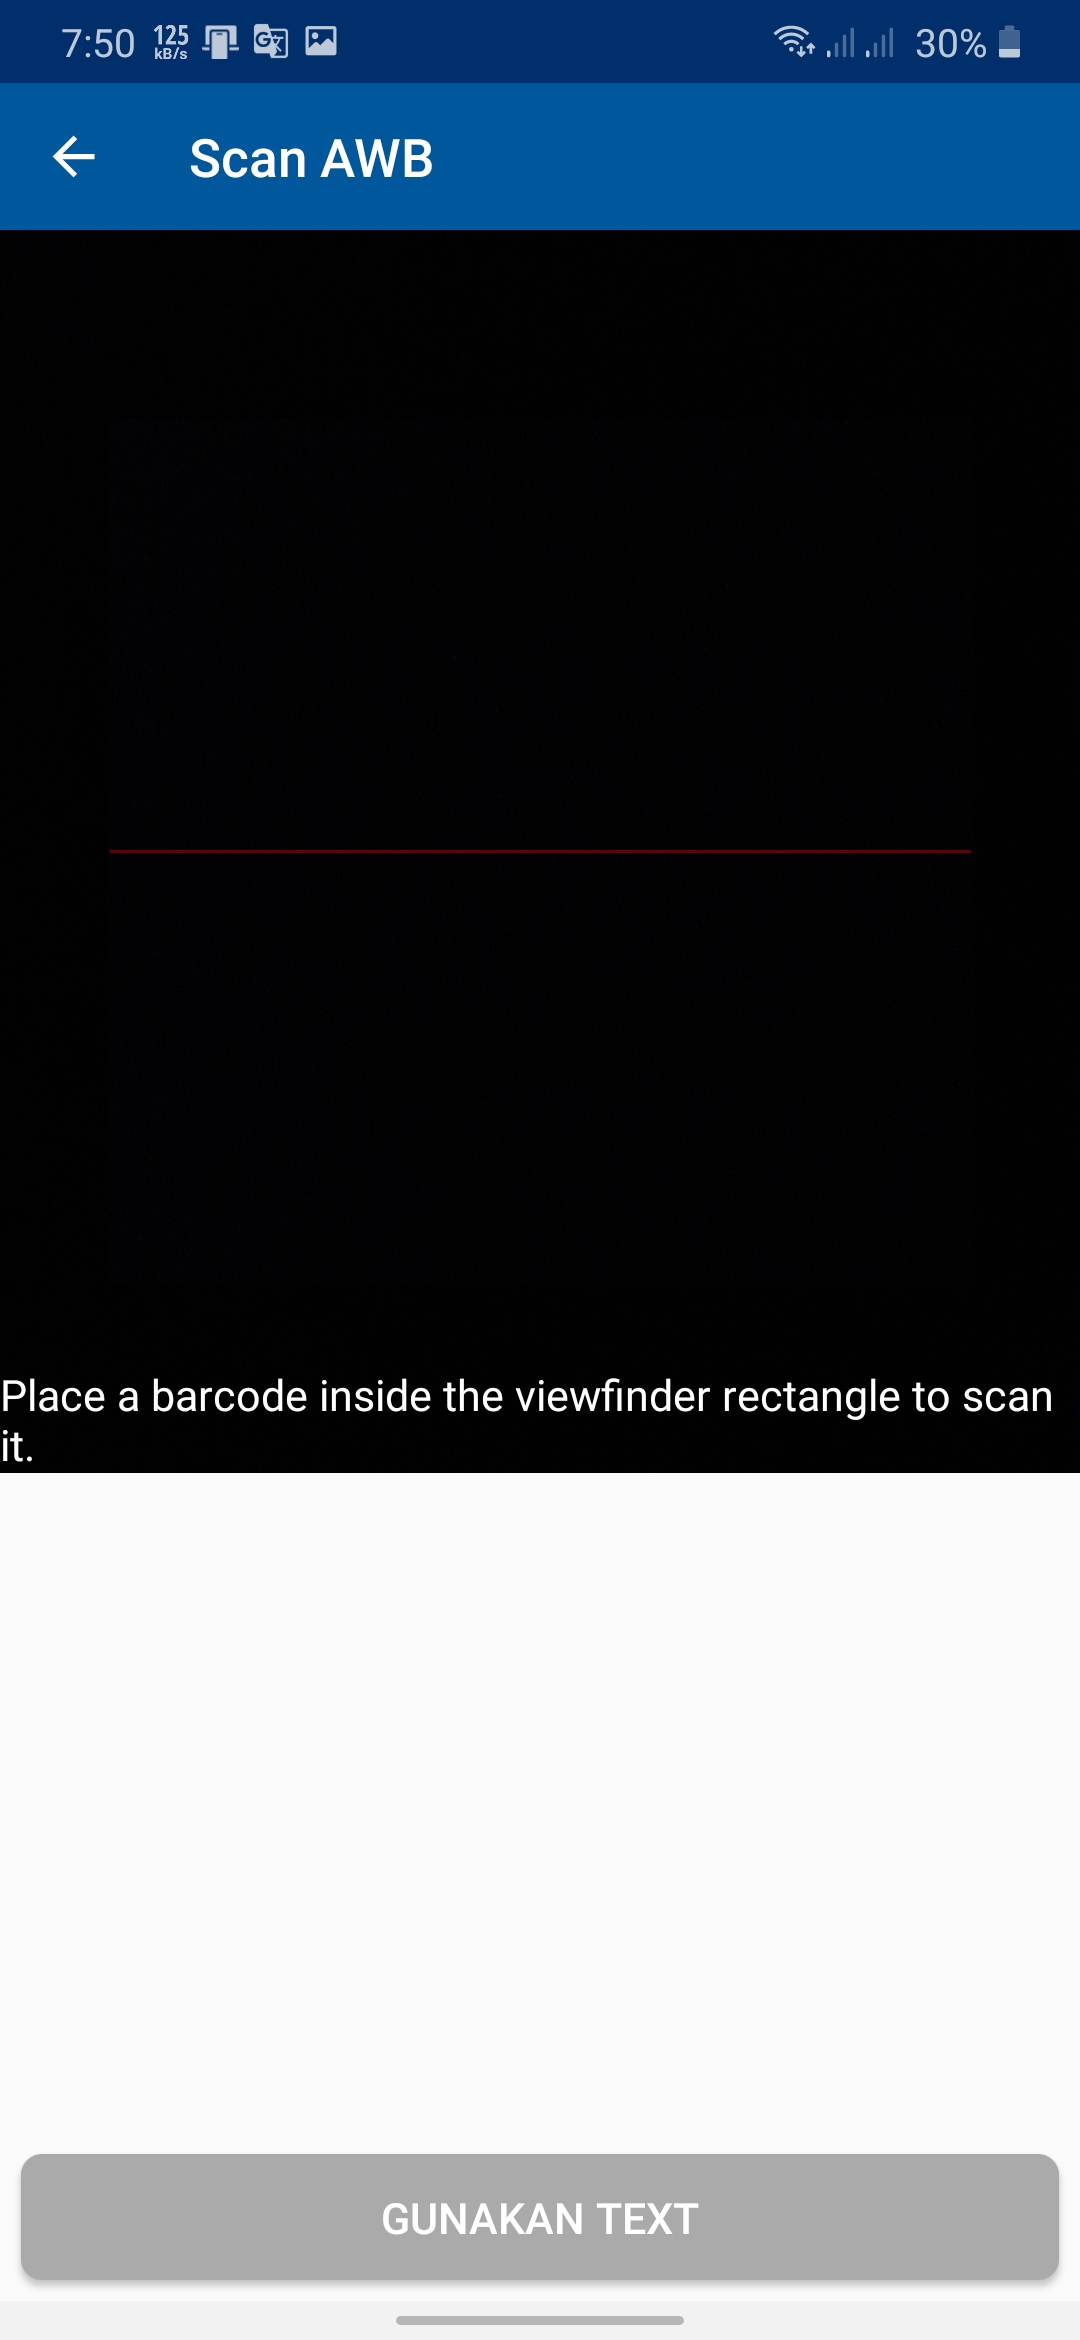 7:50 125 kB/s 30%
Scan AWB
Place a barcode inside the viewfinder rectangle to scan
it.
GUNAKAN TEXT